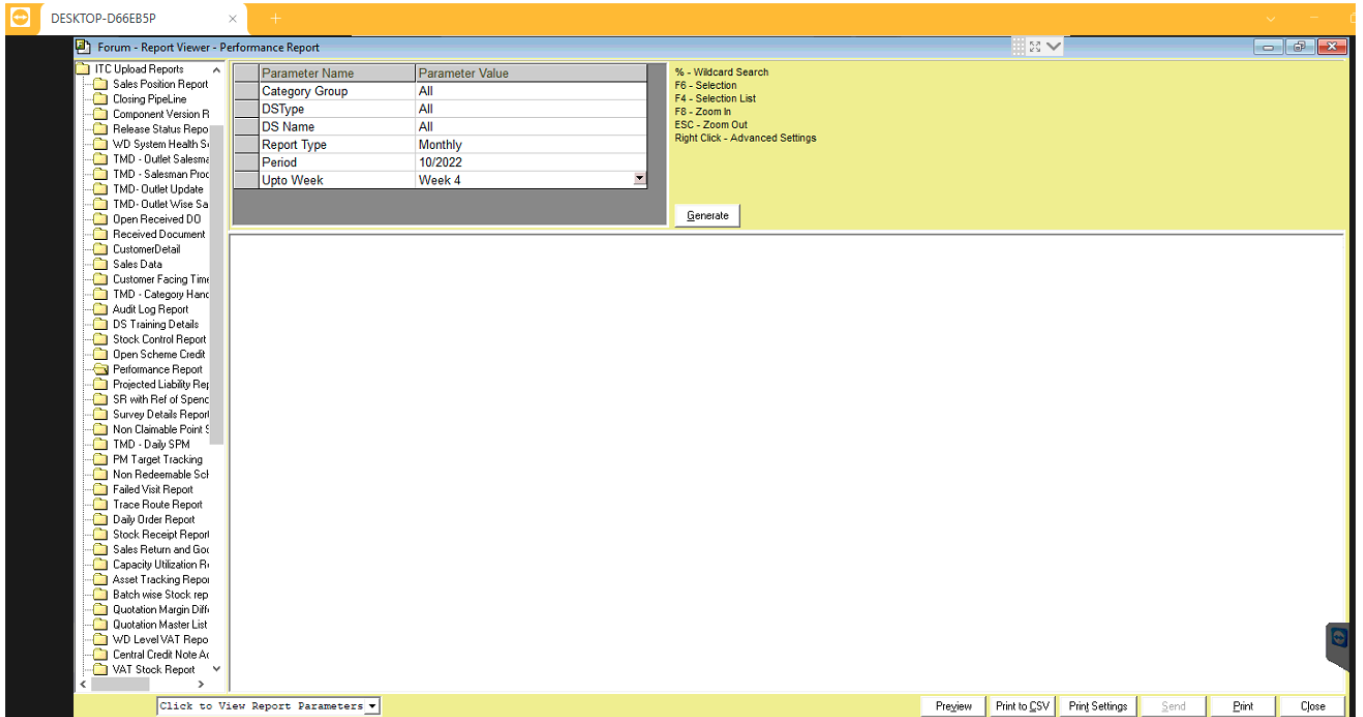 DESKTOP-D66EB5P
Forum - Report Viewer - Performance Report
ITC Upload Reports
Sales Position Report
Closing PipeLine
Component Version R
Release Status Repo
WD System Health S
TMD - Outlet Salesma
TMD - Salesman Proc
TMD- Outlet Update
TMD- Outlet Wise Sa
Open Received DO
Received Document
CustomerDetail
Sales Data
Customer Facing Time
TMD - Category Hand
Audit Log Report
DS Training Details
Stock Control Report
Open Scheme Credit
Performance Report
Projected Liability Rep
SR with Ref of Spenc
Survey Details Report
Non Claimable Point S
TMD - Daily SPM
PM Target Tracking
Non Redeemable Sch
Failed Visit Report
Trace Route Report
Daily Order Report
Stock Receipt Report
Sales Return and Goo
Capacity Utilization Re
Asset Tracking Repor
Batch wise Stock rep
Quotation Margin Diffe
Quotation Master List
WD Level VAT Repo
Central Credit Note Ac
VAT Stock Report
Parameter Name Parameter Value
Category Group All
DSType All
DS Name All
Report Type Monthly
Period 10/2022
Upto Week Week 4
% - Wildcard Search
F6 - Selection
F4 - Selection List
F8 - Zoom In
ESC - Zoom Out
Right Click - Advanced Settings
Generate
Click to View Report Parameters
Preview Print to CSV Print Settings Send Print Close